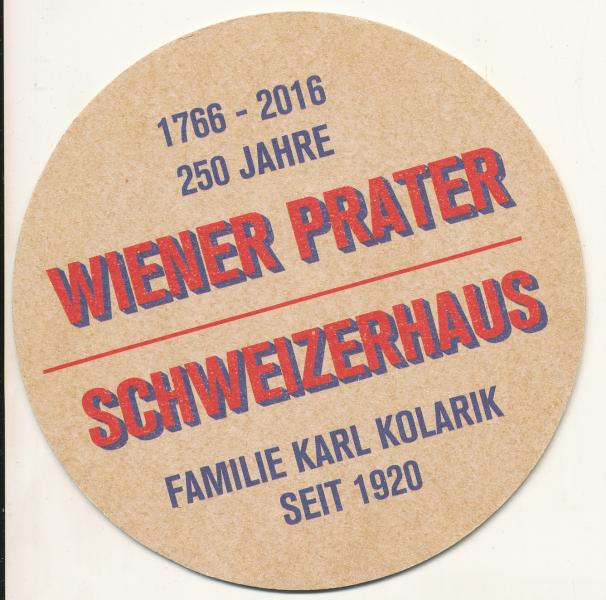 1766 - 2016
250 JAHRE
WIENER PRATER
SCHWEIZERHAUS
FAMILIE KARL KOLARIK
SEIT 1920